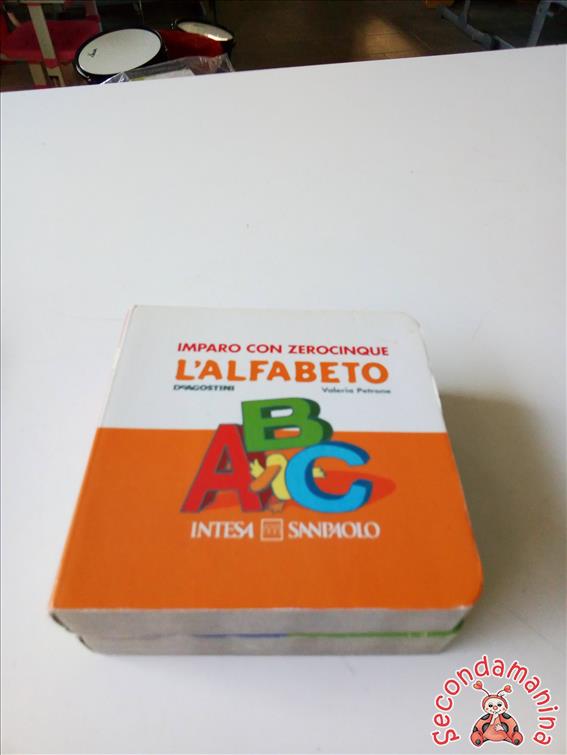 IMPARO CON ZEROCINQUE
L'ALFABETO
DeAGOSTINI Valeria Petrone
ABC
INTESA SANPAOLO
Secondamanina